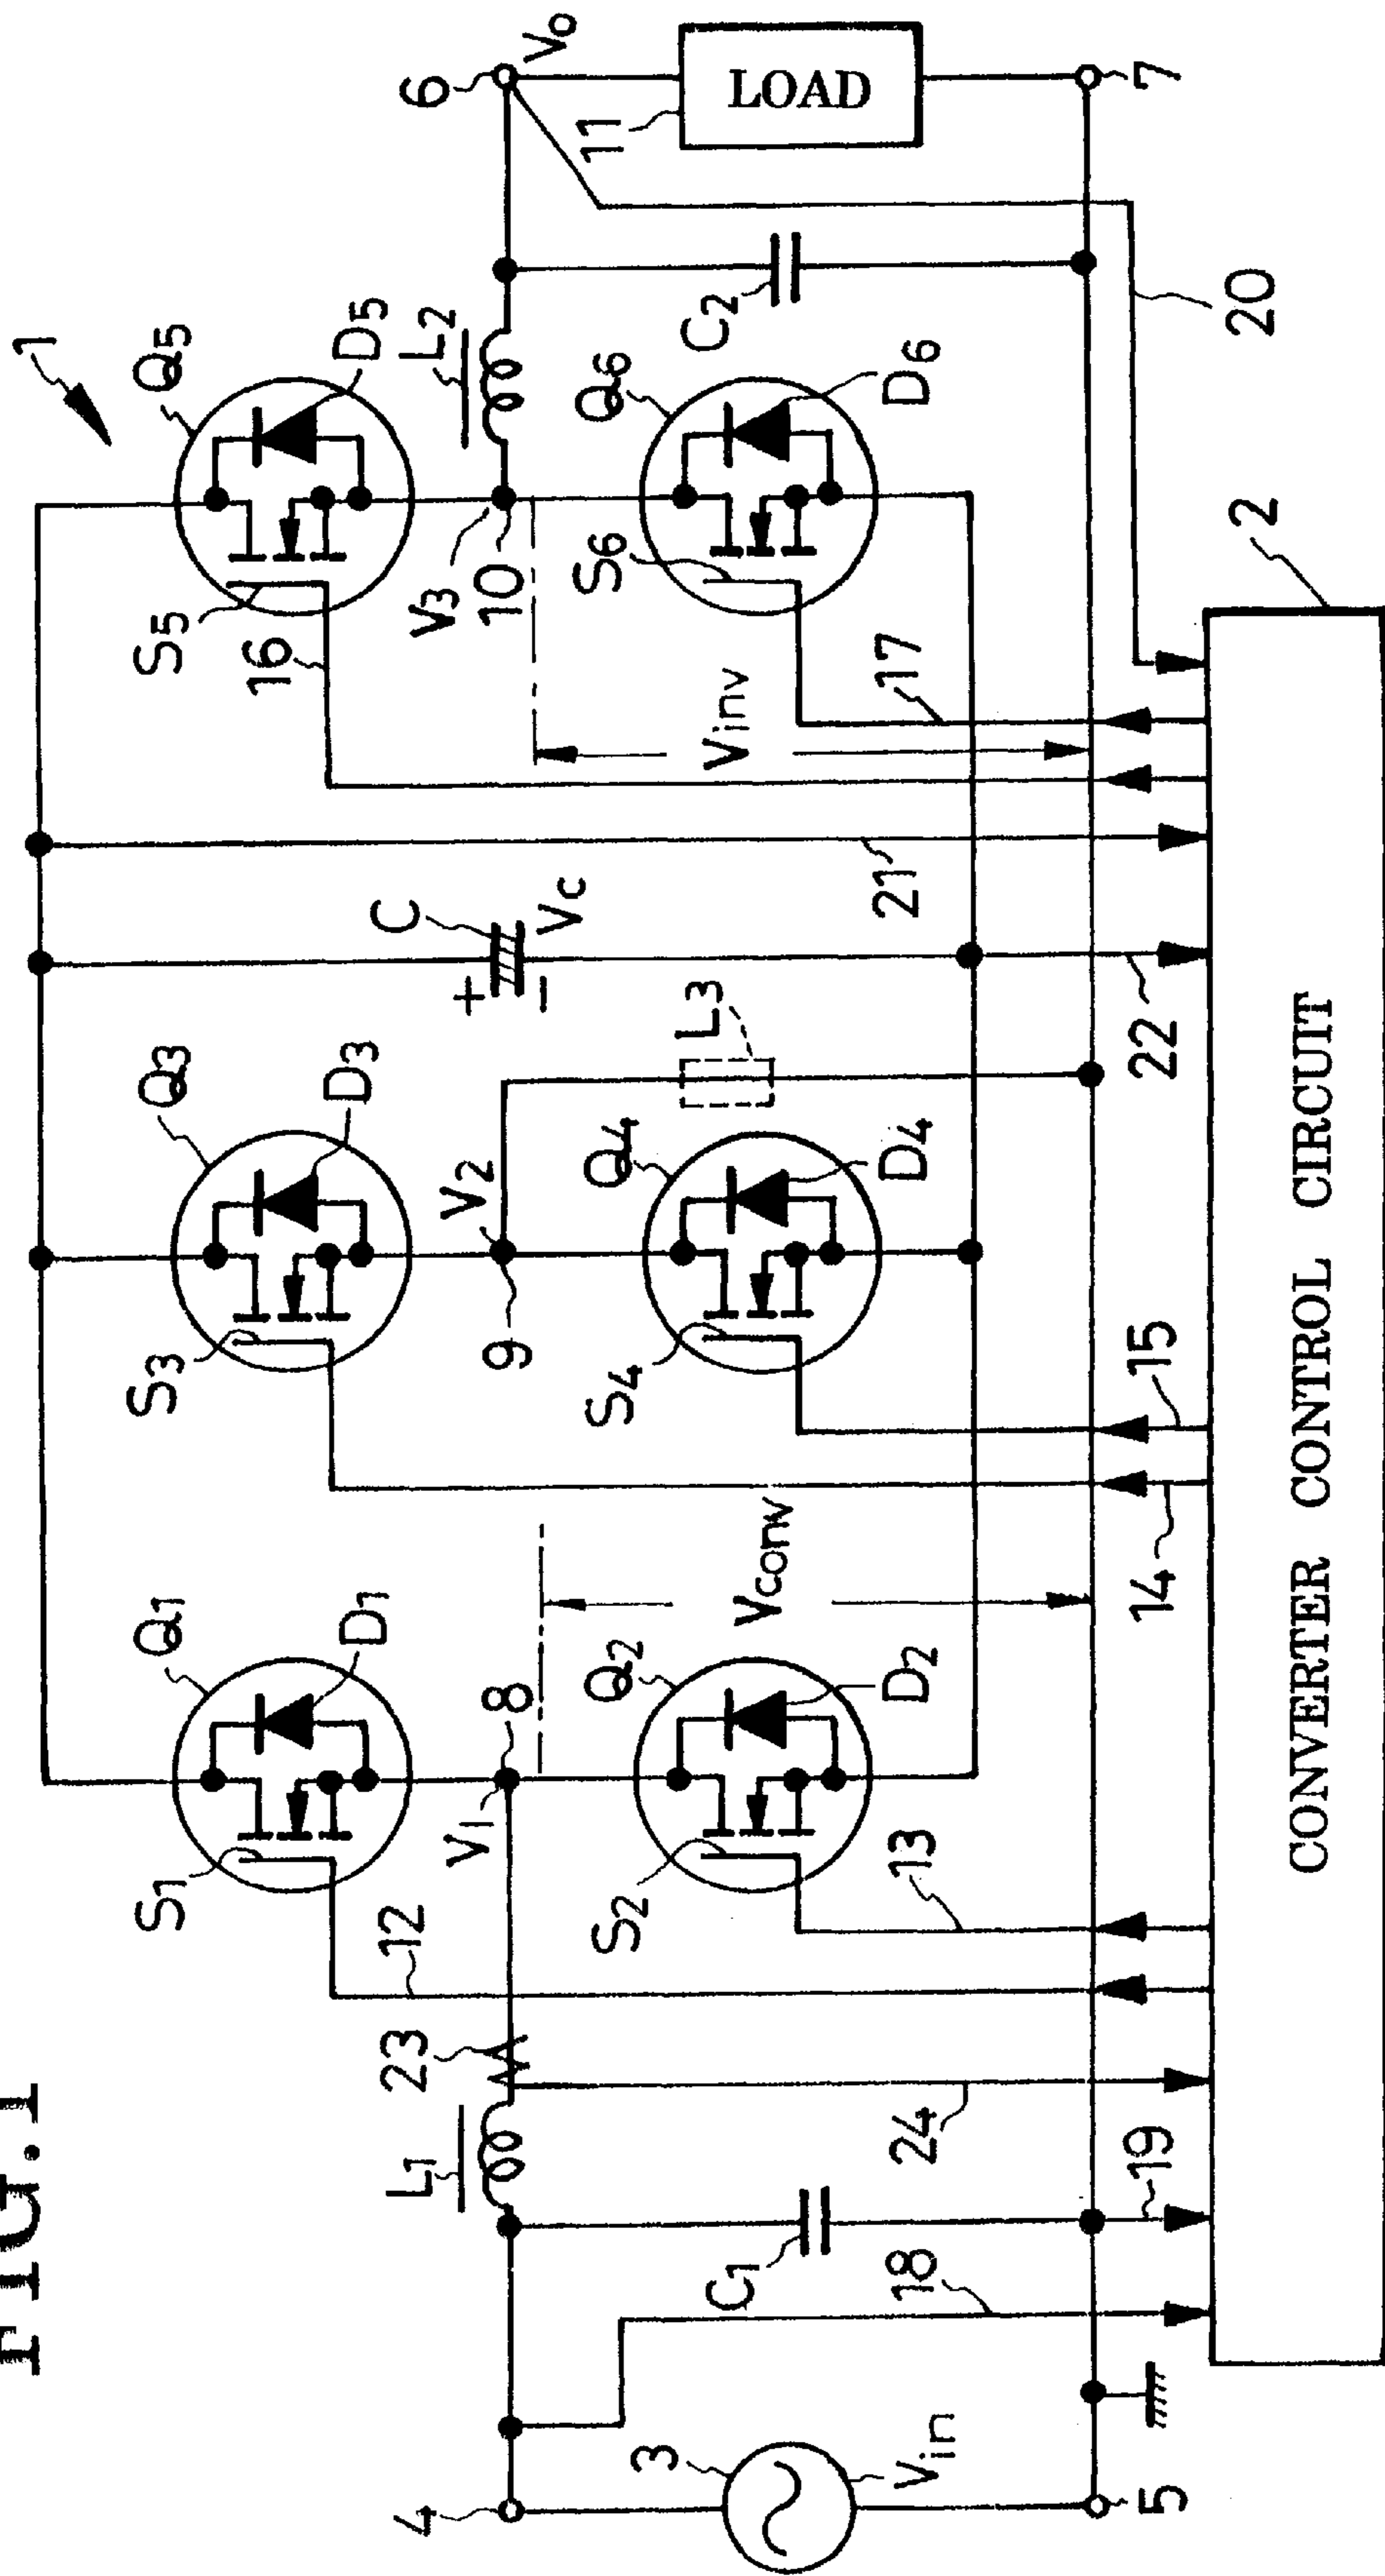 FIG.1
1
Q1
D1
S1
Q3
D3
S3
Q5
D5
S5
12
16
C
+
−
Vc
4
L1
23
V1
8
V2
9
V3
10
L2
6
Vo
3
Vin
C1
18
24
19
S2
Q2
D2
13
Vconv
14
15
S4
Q4
D4
L3
22
21
Vinv
17
S6
Q6
D6
C2
20
11
LOAD
5
7
2
CONVERTER CONTROL CIRCUIT